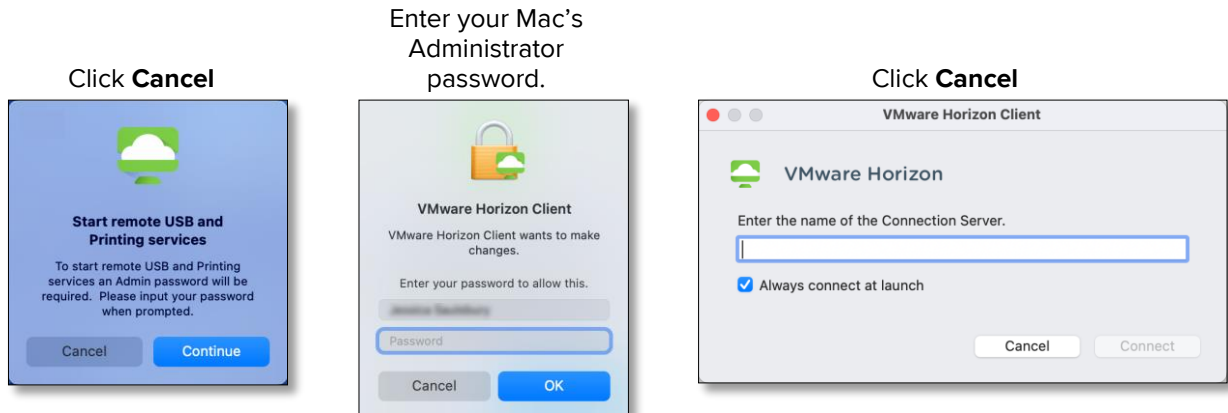 Click Cancel
Start remote USB and
Printing services
To start remote USB and Printing
services an Admin password will be
required. Please input your password
when prompted.
Cancel
Continue
Enter your Mac’s
Administrator
password.
VMware Horizon Client
VMware Horizon Client wants to make
changes.
Enter your password to allow this.
Password
Cancel
OK
Click Cancel
VMware Horizon Client
VMware Horizon
Enter the name of the Connection Server.
Always connect at launch
Cancel
Connect